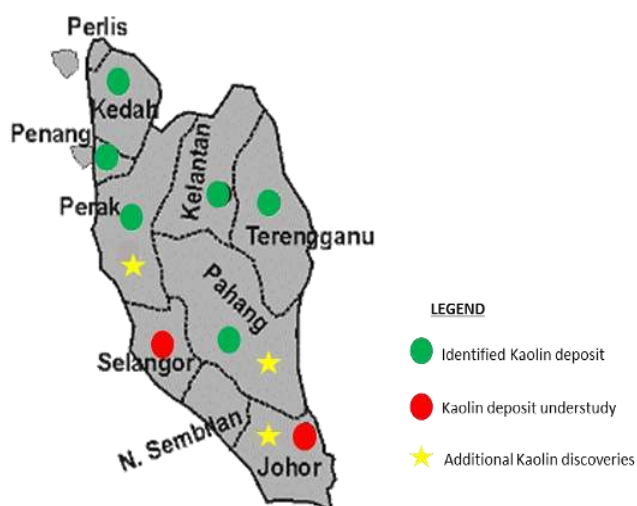 Perlis
Kedah
Penang
Kelantan
Perak
Terengganu
Pahang
Selangor
N. Sembilan
Johor
LEGEND
Identified Kaolin deposit
Kaolin deposit understudy
Additional Kaolin discoveries